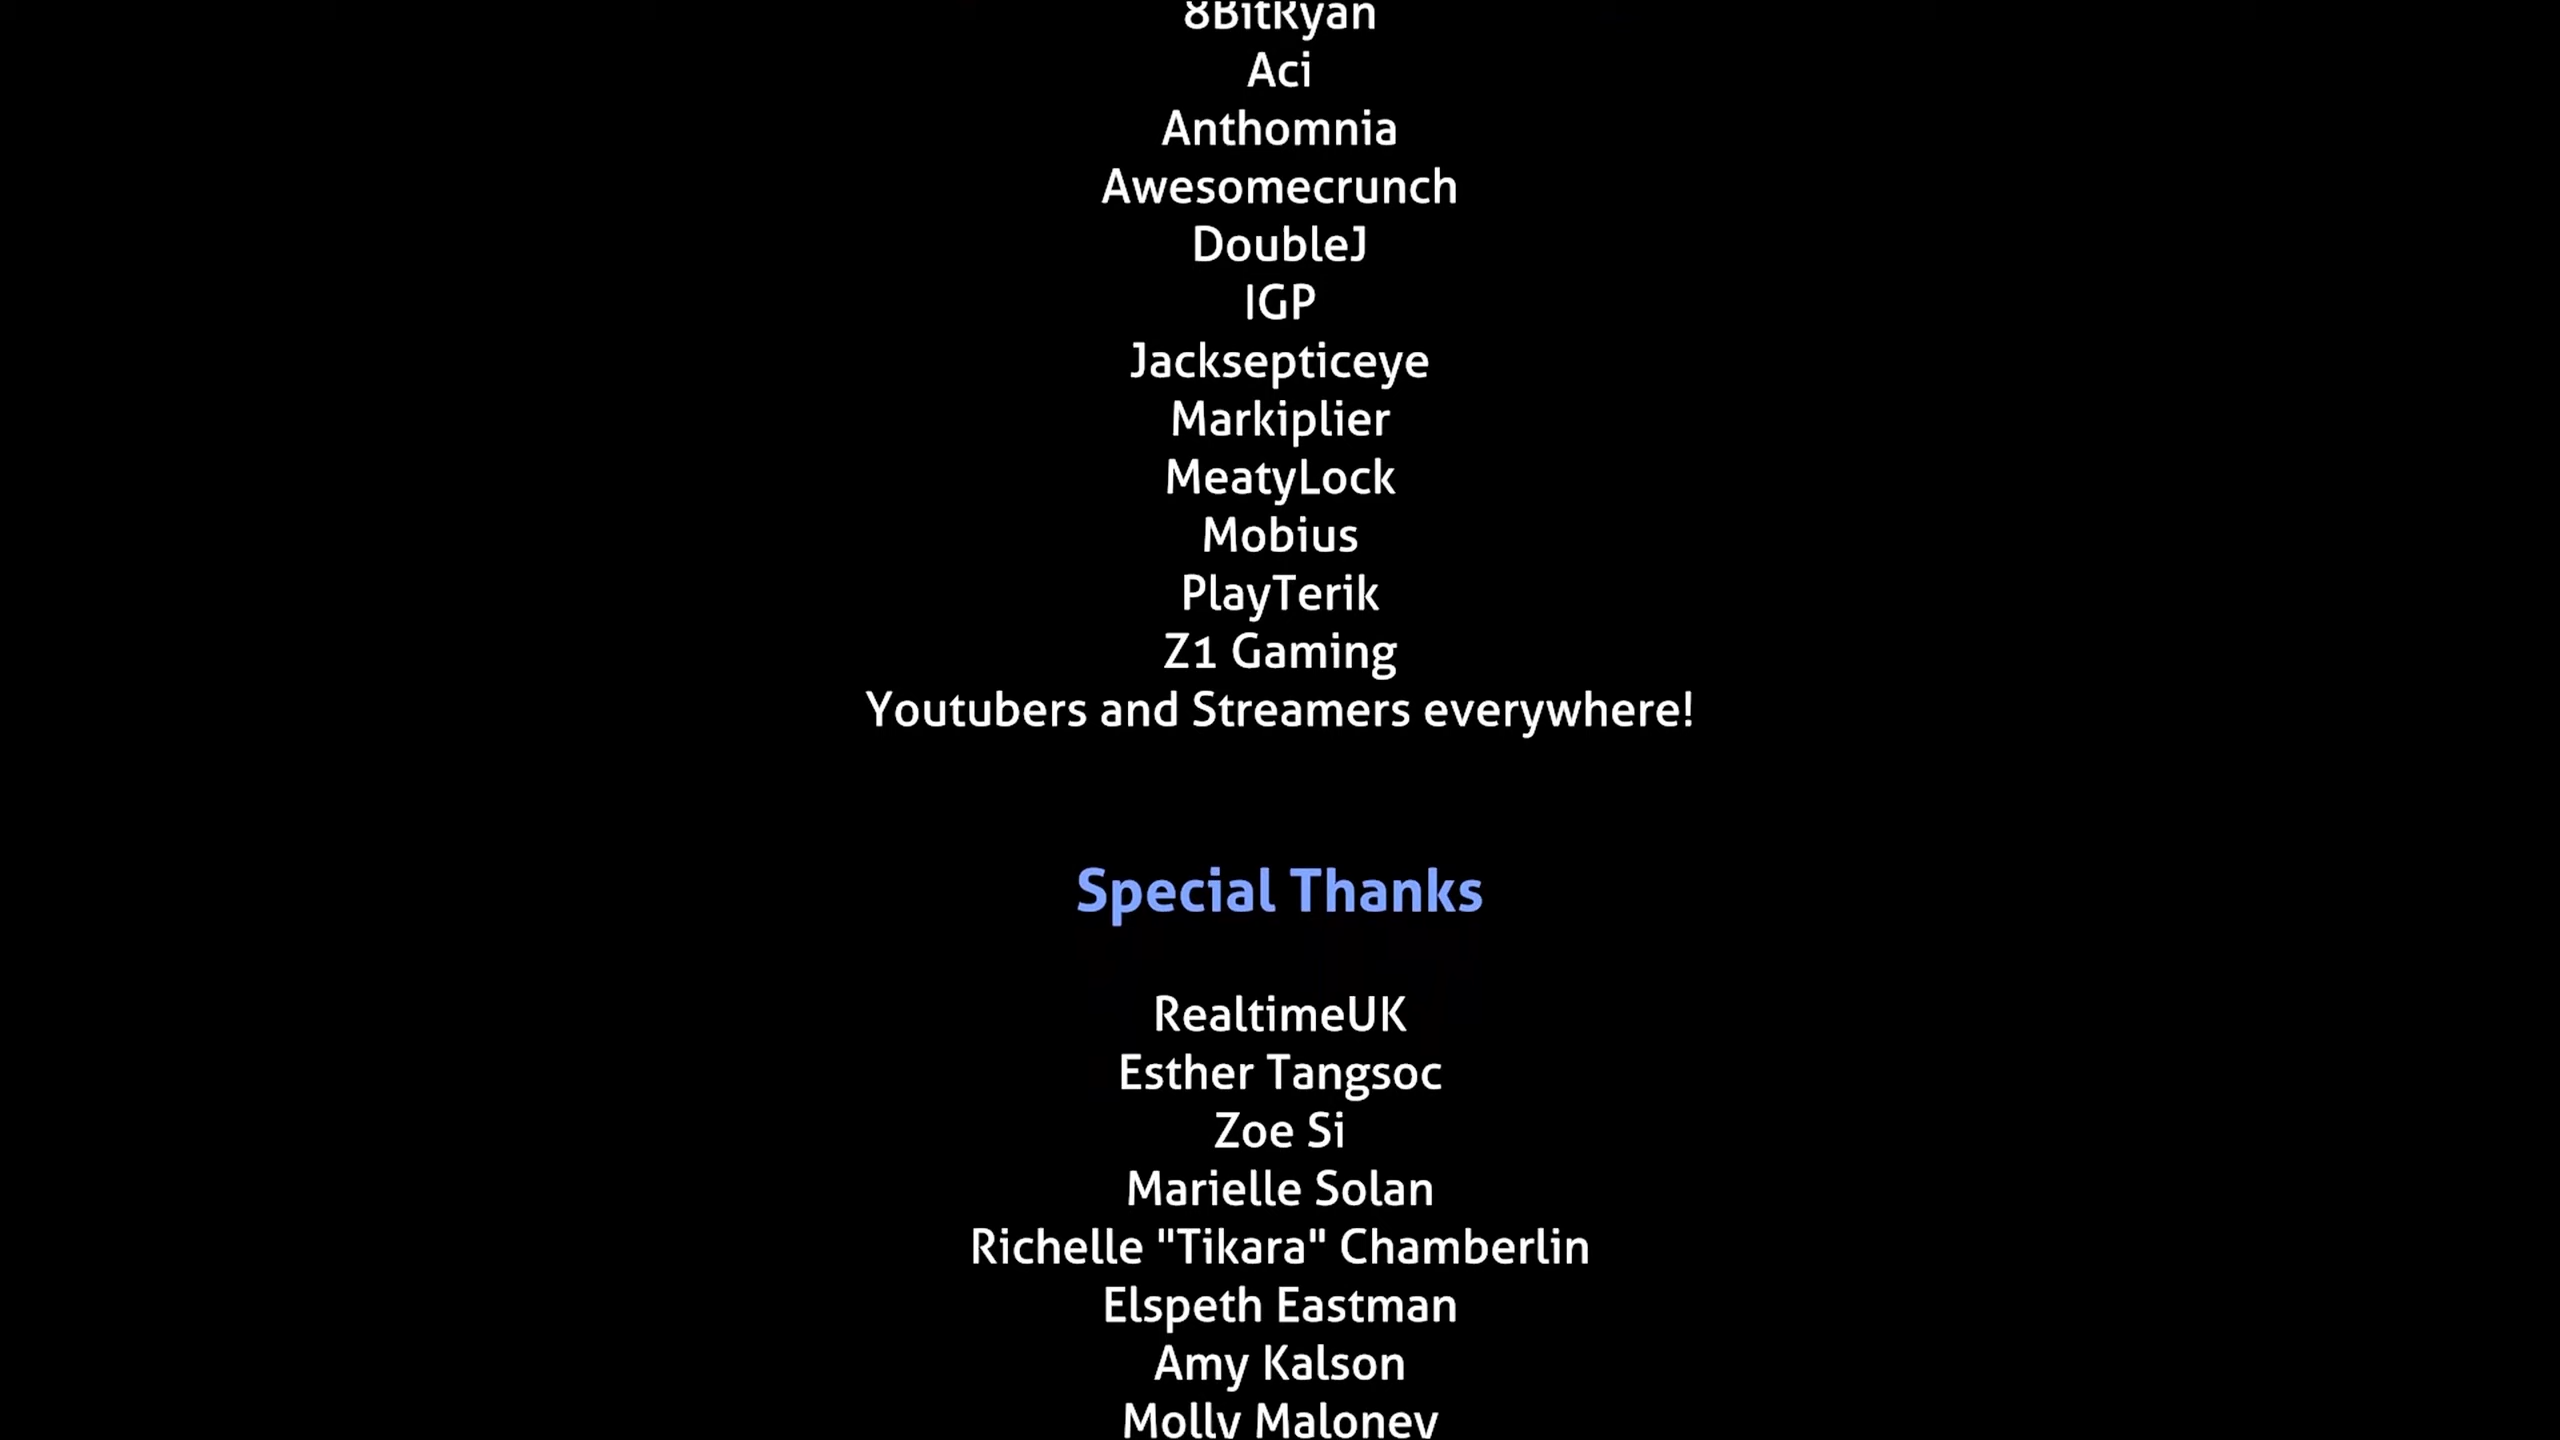 8BitRyan
Aci
Anthomnia
Awesomecrunch
DoubleJ
IGP
Jacksepticeye
Markiplier
MeatyLock
Mobius
PlayTerik
Z1 Gaming
Youtubers and Streamers everywhere!
Special Thanks
RealtimeUK
Esther Tangsoc
Zoe Si
Marielle Solan
Richelle "Tikara" Chamberlin
Elspeth Eastman
Amy Kalson
Molly Maloney